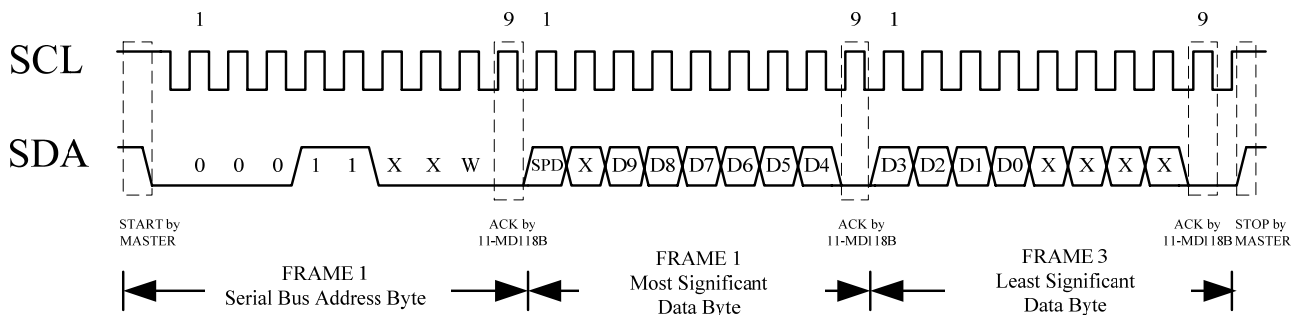 1 9 1 9 1 9
SCL
SDA
0 0 0 1 1 X X W SPD X D9 D8 D7 D6 D5 D4 D3 D2 D1 D0 X X X X
START by
MASTER
ACK by
11-MD118B
ACK by
11-MD118B
ACK by
11-MD118B
STOP by
MASTER
FRAME 1
Serial Bus Address Byte
FRAME 1
Most Significant
Data Byte
FRAME 3
Least Significant
Data Byte